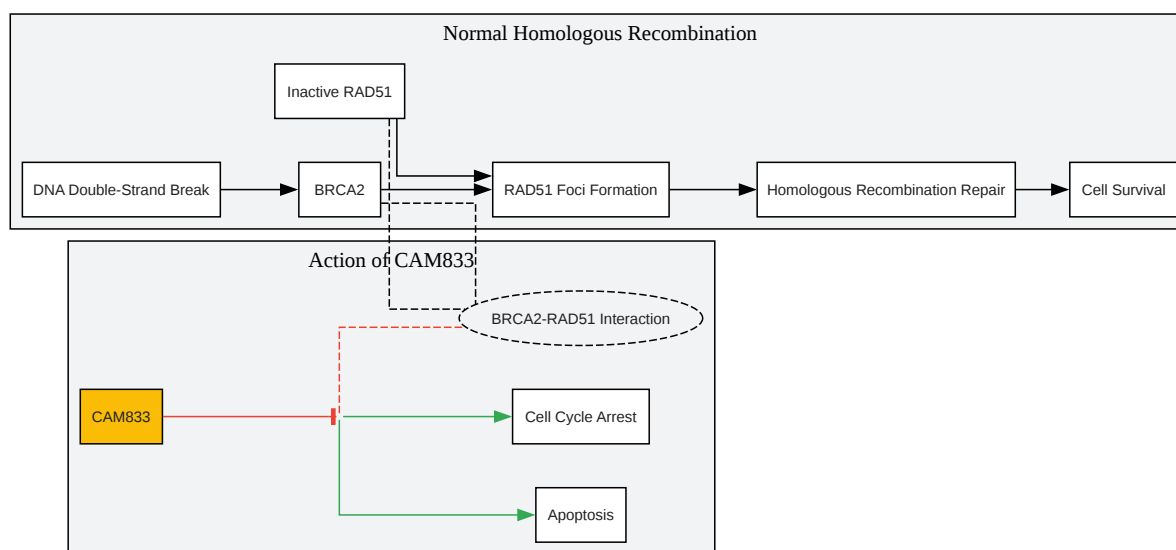 Normal Homologous Recombination
Inactive RAD51
DNA Double-Strand Break
BRCA2
RAD51 Foci Formation
Homologous Recombination Repair
Cell Survival
Action of CAM833
BRCA2-RAD51 Interaction
CAM833
Cell Cycle Arrest
Apoptosis